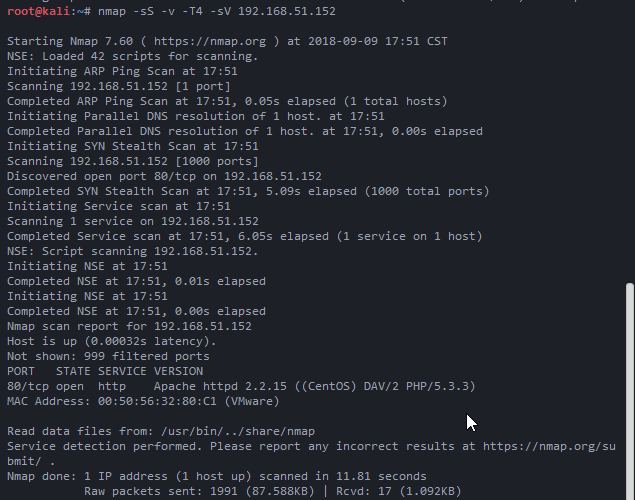 root@kali:~# nmap -sS -v -T4 -sV 192.168.51.152
Starting Nmap 7.60 ( https://nmap.org ) at 2018-09-09 17:51 CST
NSE: Loaded 42 scripts for scanning.
Initiating ARP Ping Scan at 17:51
Scanning 192.168.51.152 [1 port]
Completed ARP Ping Scan at 17:51, 0.05s elapsed (1 total hosts)
Initiating Parallel DNS resolution of 1 host. at 17:51
Completed Parallel DNS resolution of 1 host. at 17:51, 0.00s elapsed
Initiating SYN Stealth Scan at 17:51
Scanning 192.168.51.152 [1000 ports]
Discovered open port 80/tcp on 192.168.51.152
Completed SYN Stealth Scan at 17:51, 5.09s elapsed (1000 total ports)
Initiating Service scan at 17:51
Scanning 1 service on 192.168.51.152
Completed Service scan at 17:51, 6.05s elapsed (1 service on 1 host)
NSE: Script scanning 192.168.51.152.
Initiating NSE at 17:51
Completed NSE at 17:51, 0.01s elapsed
Initiating NSE at 17:51
Completed NSE at 17:51, 0.00s elapsed
Nmap scan report for 192.168.51.152
Host is up (0.00032s latency).
Not shown: 999 filtered ports
PORT   STATE SERVICE VERSION
80/tcp open  http    Apache httpd 2.2.15 ((CentOS) DAV/2 PHP/5.3.3)
MAC Address: 00:50:56:32:80:C1 (VMware)
Read data files from: /usr/bin/../share/nmap
Service detection performed. Please report any incorrect results at https://nmap.org/su
bmit/ .
Nmap done: 1 IP address (1 host up) scanned in 11.81 seconds
           Raw packets sent: 1991 (87.588KB) | Rcvd: 17 (1.092KB)